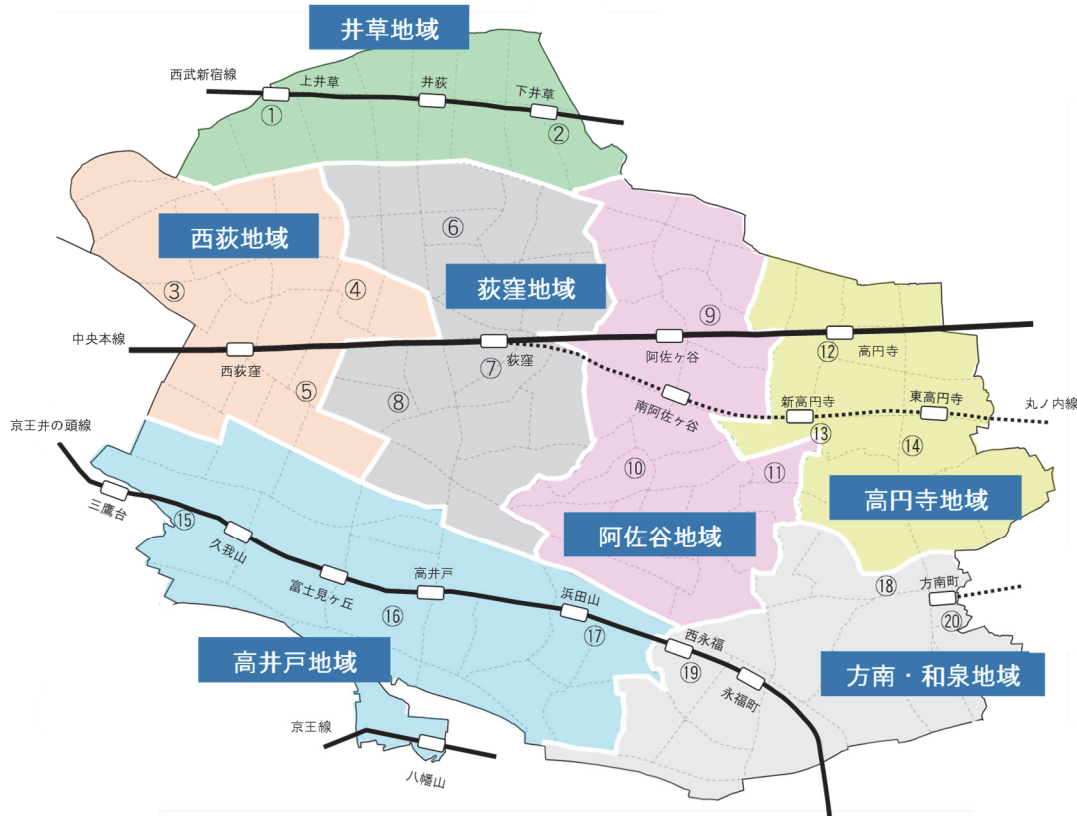 井草地域
西武新宿線
上井草
井荻
下井草
①
②
西荻地域
⑥
③
④
荻窪地域
⑨
中央本線
西荻窪
⑦
荻窪
阿佐ヶ谷
⑫
高円寺
⑤
⑧
南阿佐ヶ谷
新高円寺
東高円寺
丸ノ内線
京王井の頭線
⑬
⑭
⑩
⑪
高円寺地域
三鷹台
⑮
久我山
阿佐谷地域
富士見ヶ丘
高井戸
浜田山
⑱
方南町
⑯
⑰
⑳
高井戸地域
西永福
⑲
永福町
方南・和泉地域
京王線
八幡山